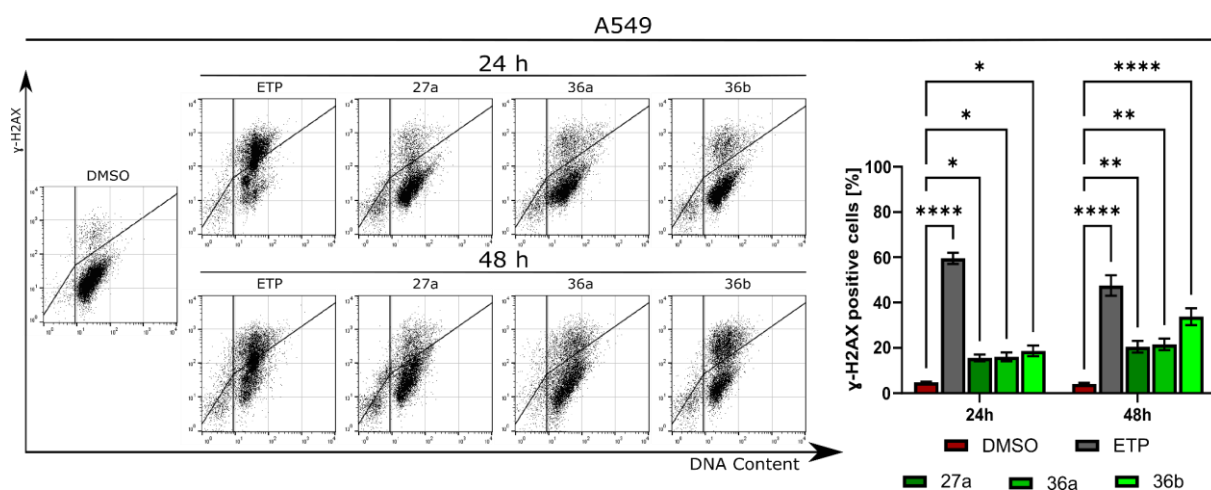 A549
24 h
ETP 27a 36a 36b
γ-H2AX
DMSO
48 h
ETP 27a 36a 36b
DNA Content
* ****
* **
* **
**** ****
γ-H2AX positive cells [%]
100
80
60
40
20
0
24h 48h
DMSO ETP
27a 36a 36b